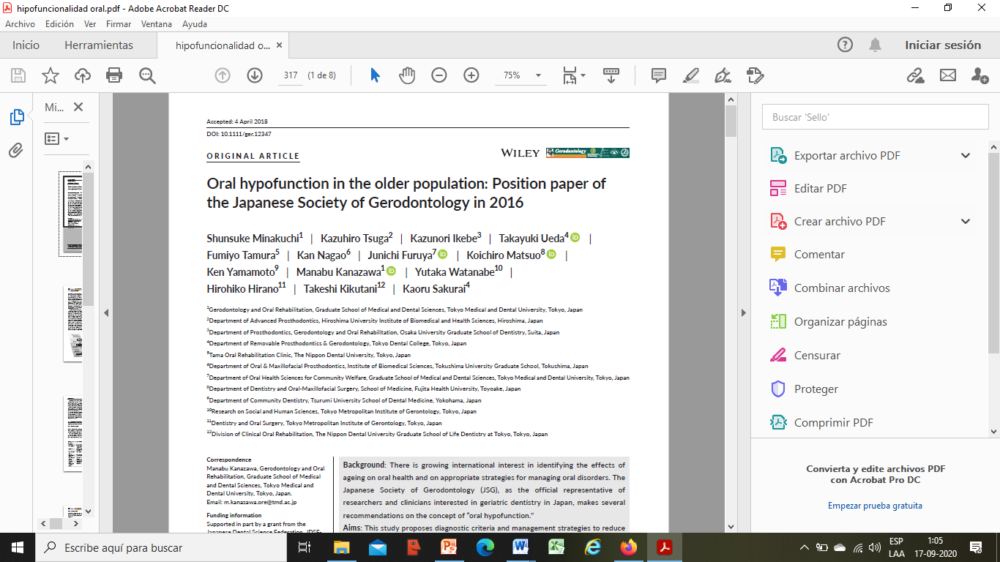 hipofuncionalidad oral.pdf - Adobe Acrobat Reader DC
Archivo Edición Ver Firmar Ventana Ayuda
Inicio Herramientas hipofuncionalidad o... Iniciar sesión
317 (1 de 8) 75%
Mi...
Accepted: 4 April 2018
DOI: 10.1111/ger.12347
ORIGINAL ARTICLE
WILEY Gerodontology
Oral hypofunction in the older population: Position paper of
the Japanese Society of Gerodontology in 2016
Shunsuke Minakuchi1 | Kazuhiro Tsuga2 | Kazunori Ikebe3 | Takayuki Ueda4 |
Fumiyo Tamura5 | Kan Nagao6 | Junichi Furuya7 | Koichiro Matsuo8 |
Ken Yamamoto9 | Manabu Kanazawa1 | Yutaka Watanabe10 |
Hirohiko Hirano11 | Takeshi Kikutani12 | Kaoru Sakurai4
1Gerodontology and Oral Rehabilitation, Graduate School of Medical and Dental Sciences, Tokyo Medical and Dental University, Tokyo, Japan
2Department of Advanced Prosthodontics, Hiroshima University Institute of Biomedical and Health Sciences, Hiroshima, Japan
3Department of Prosthodontics, Gerodontology and Oral Rehabilitation, Osaka University Graduate School of Dentistry, Suita, Japan
4Department of Removable Prosthodontics & Gerodontology, Tokyo Dental College, Tokyo, Japan
5Tama Oral Rehabilitation Clinic, The Nippon Dental University, Tokyo, Japan
6Department of Oral & Maxillofacial Prosthodontics, Institute of Biomedical Sciences, Tokushima University Graduate School, Tokushima, Japan
7Department of Oral Health Sciences for Community Welfare, Graduate School of Medical and Dental Sciences, Tokyo Medical and Dental University, Tokyo, Japan
8Department of Dentistry and Oral-Maxillofacial Surgery, School of Medicine, Fujita Health University, Toyoake, Japan
9Department of Community Dentistry, Tsurumi University School of Dental Medicine, Yokohama, Japan
10Research on Social and Human Sciences, Tokyo Metropolitan Institute of Gerontology, Tokyo, Japan
11Dentistry and Oral Surgery, Tokyo Metropolitan Institute of Gerontology, Tokyo, Japan
12Division of Clinical Oral Rehabilitation, The Nippon Dental University Graduate School of Life Dentistry at Tokyo, Tokyo, Japan
Correspondence
Manabu Kanazawa, Gerodontology and Oral
Rehabilitation, Graduate School of Medical
and Dental Sciences, Tokyo Medical and
Dental University, Tokyo, Japan.
Email: m.kanazawa.ore@tmd.ac.jp
Funding information
Supported in part by a grant from the
Japanese Dental Science Federation, JDSF-
Background: There is growing international interest in identifying the effects of
ageing on oral health and on appropriate strategies for managing oral disorders. The
Japanese Society of Gerodontology (JSG), as the official representative of
researchers and clinicians interested in geriatric dentistry in Japan, makes several
recommendations on the concept of “oral hypofunction.”
Aims: This study proposes diagnostic criteria and management strategies to reduce
Buscar 'Sello'
Exportar archivo PDF
Editar PDF
Crear archivo PDF
Comentar
Combinar archivos
Organizar páginas
Censurar
Proteger
Comprimir PDF
Convierta y edite archivos PDF
con Acrobat Pro DC
Empezar prueba gratuita
Escribe aquí para buscar
ESP
LAA
1:05
17-09-2020